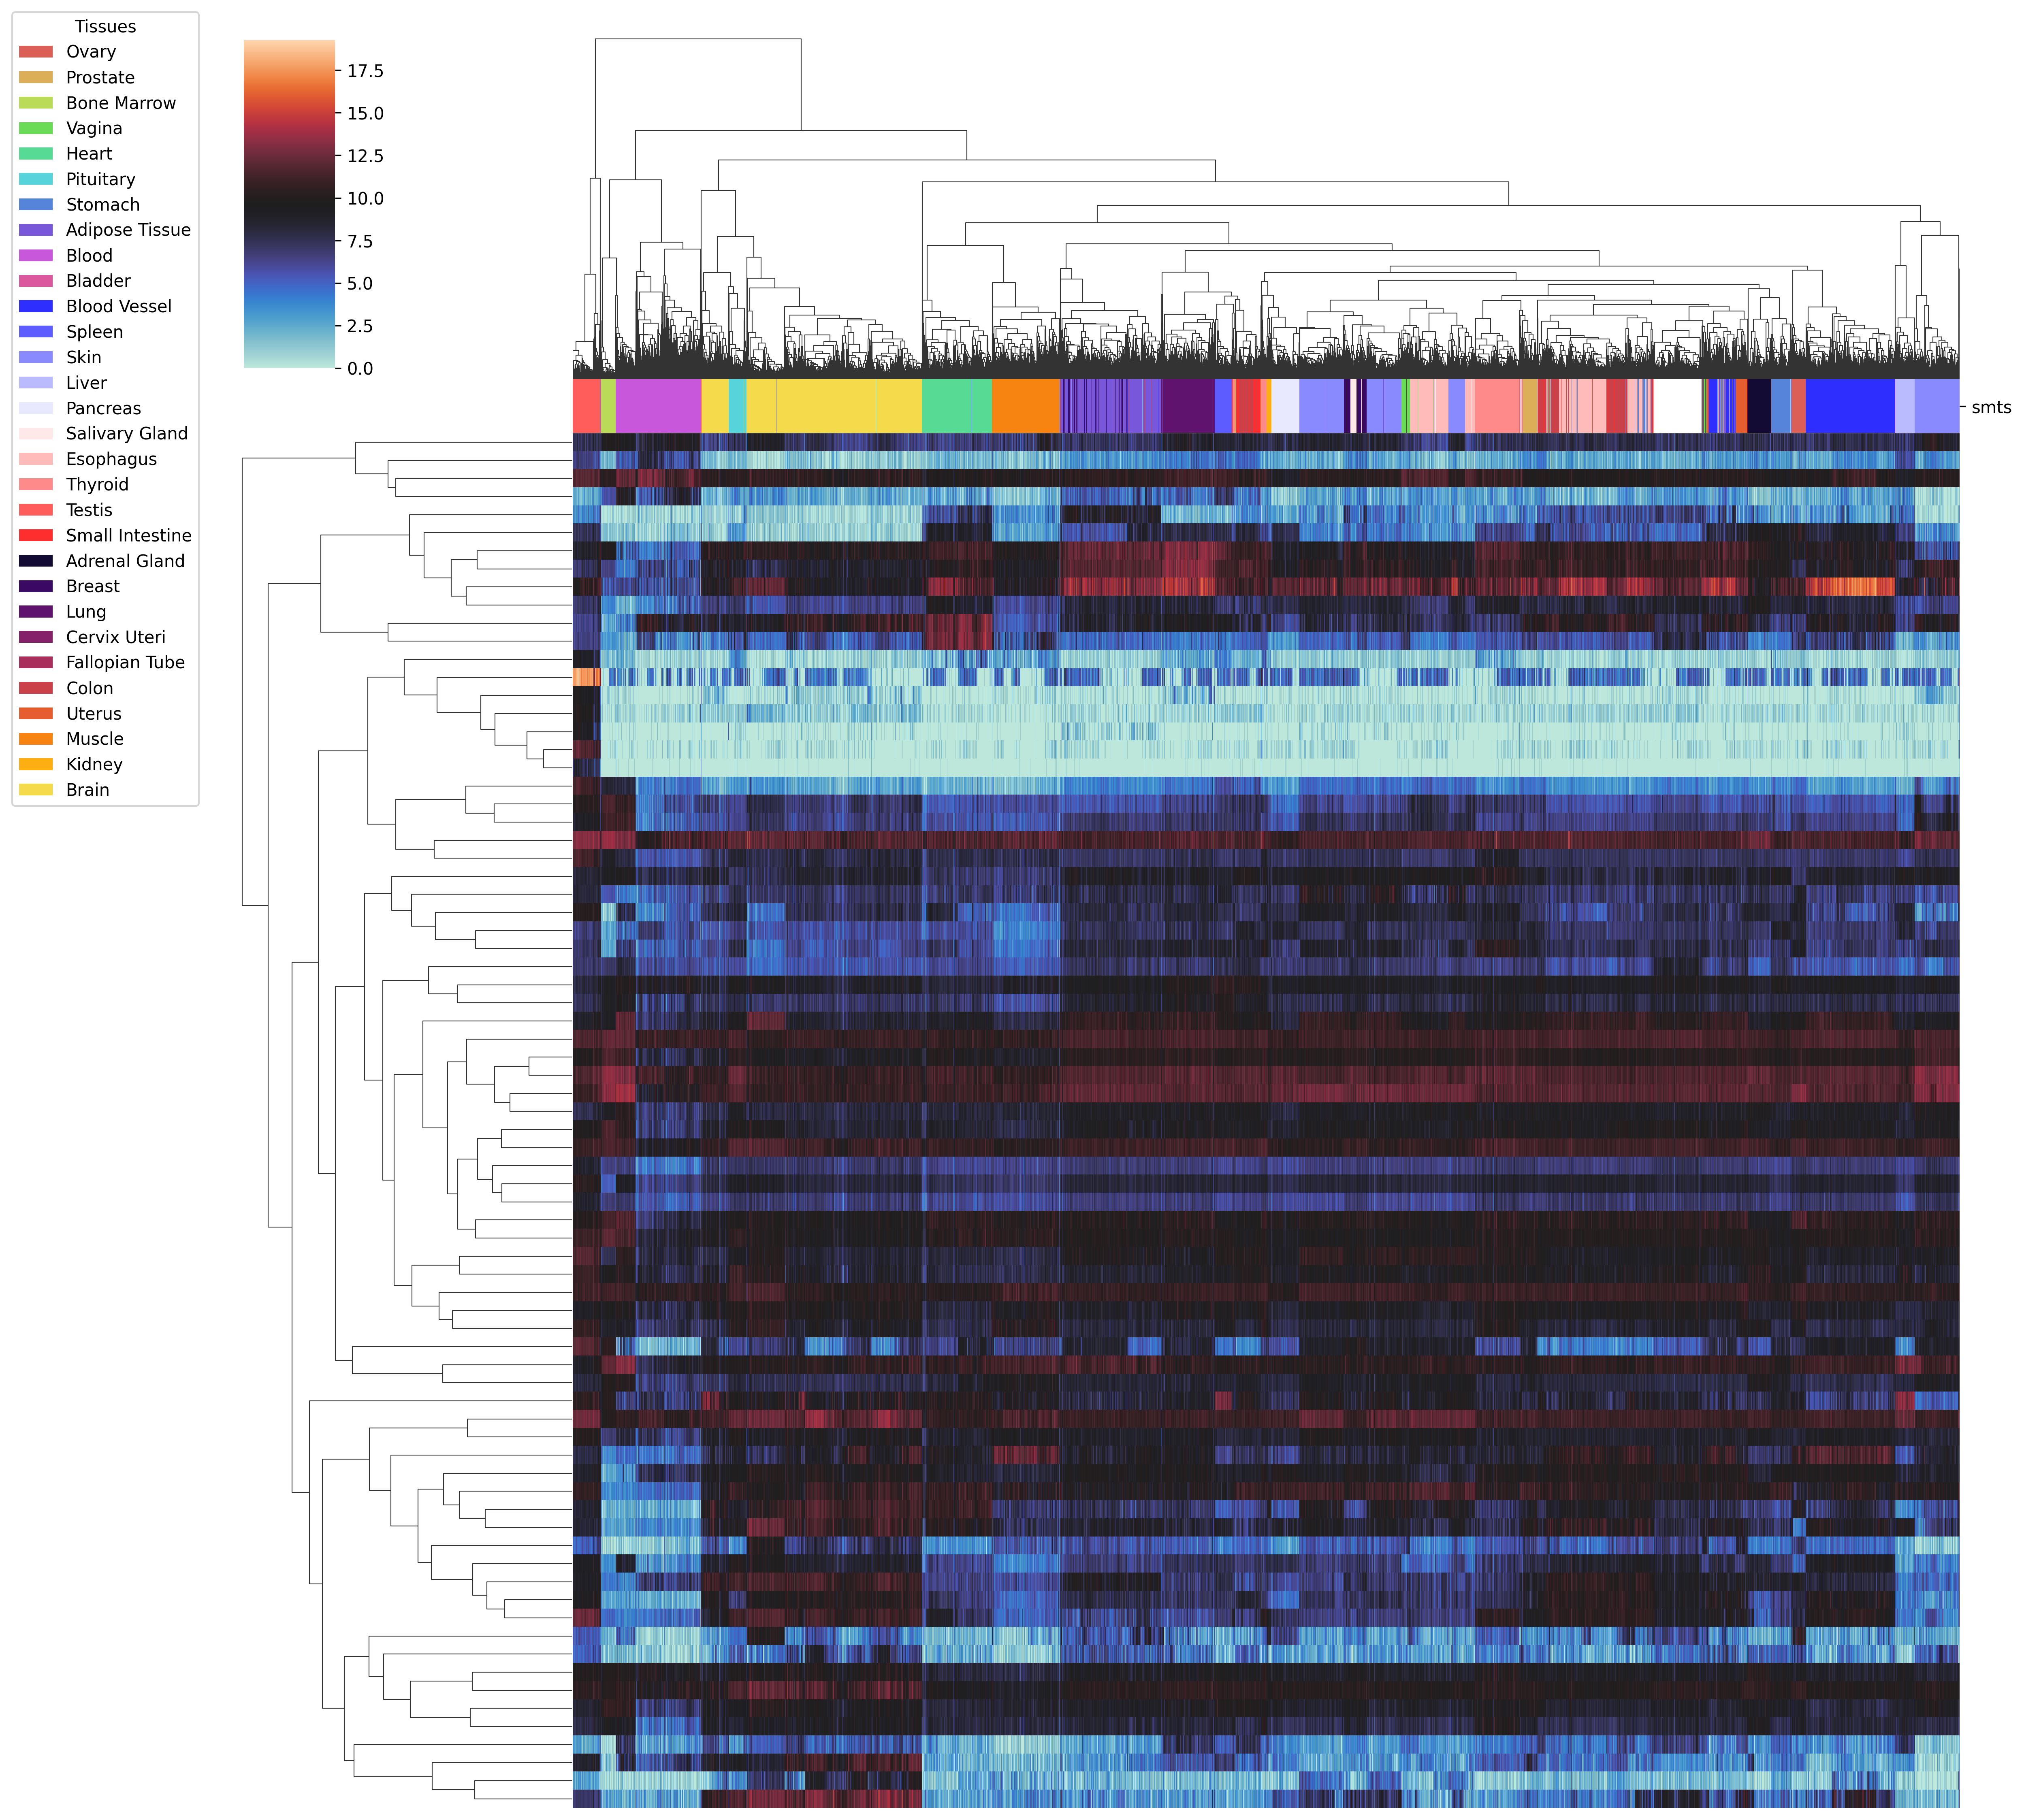 Tissues
Ovary
Prostate
Bone Marrow
Vagina
Heart
Pituitary
Stomach
Adipose Tissue
Blood
Bladder
Blood Vessel
Spleen
Skin
Liver
Pancreas
Salivary Gland
Esophagus
Thyroid
Testis
Small Intestine
Adrenal Gland
Breast
Lung
Cervix Uteri
Fallopian Tube
Colon
Uterus
Muscle
Kidney
Brain
17.5
15.0
12.5
10.0
7.5
5.0
2.5
0.0
smts